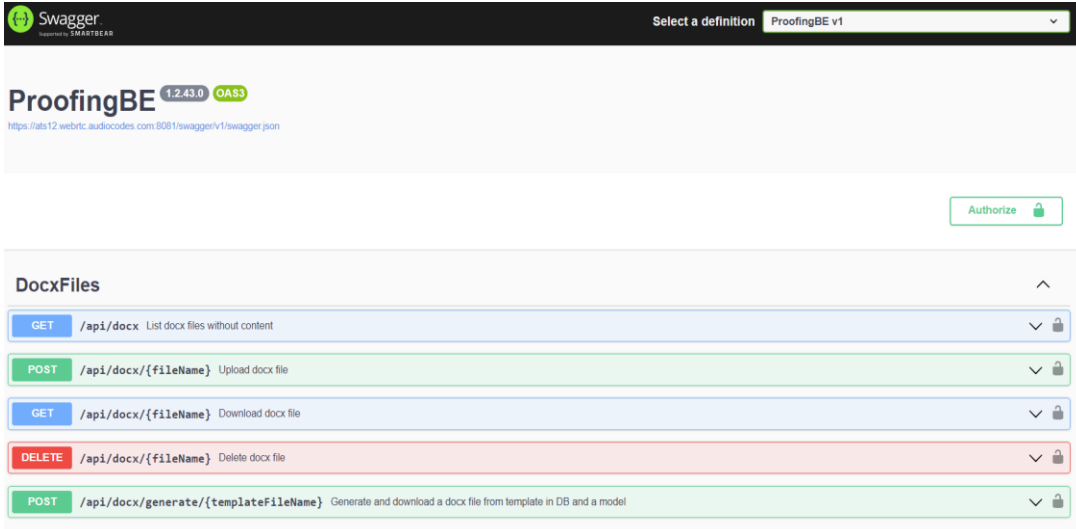 Swagger.
Supported by SMARTBEAR
Select a definition
ProofingBE v1
ProofingBE 1.2.43.0 OAS3
https://ats12.webrtc.audiocodes.com:8081/swagger/v1/swagger.json
Authorize
DocxFiles
GET /api/docx List docx files without content
POST /api/docx/{fileName} Upload docx file
GET /api/docx/{fileName} Download docx file
DELETE /api/docx/{fileName} Delete docx file
POST /api/docx/generate/{templateFileName} Generate and download a docx file from template in DB and a model